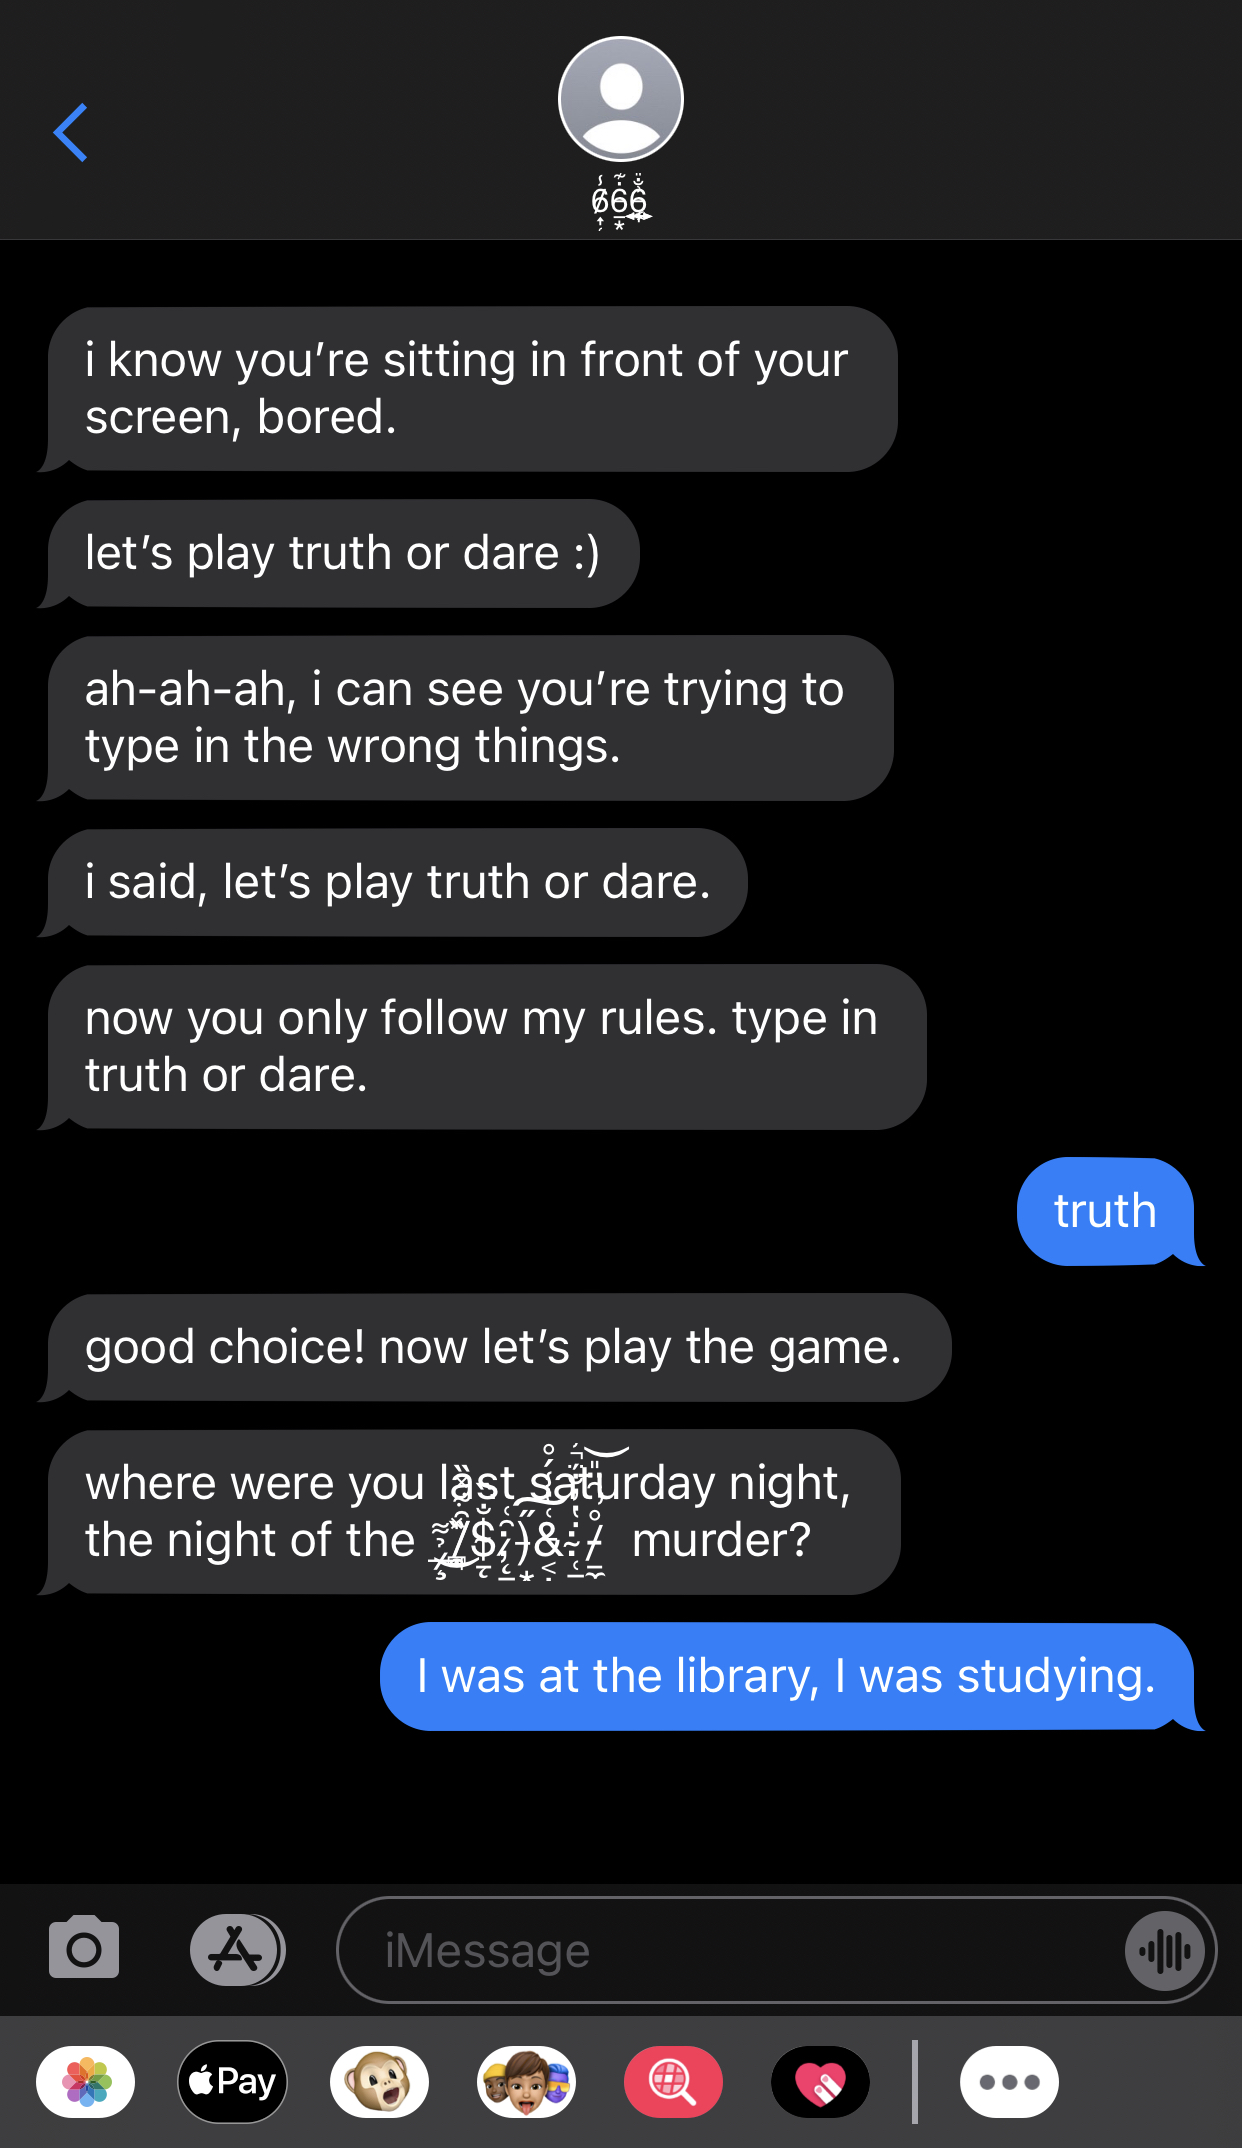 666
i know you’re sitting in front of your
screen, bored.
let’s play truth or dare :)
ah-ah-ah, i can see you’re trying to
type in the wrong things.
i said, let’s play truth or dare.
now you only follow my rules. type in
truth or dare.
truth
good choice! now let’s play the game.
where were you last saturday night,
the night of the murder?
I was at the library, I was studying.
iMessage
Pay